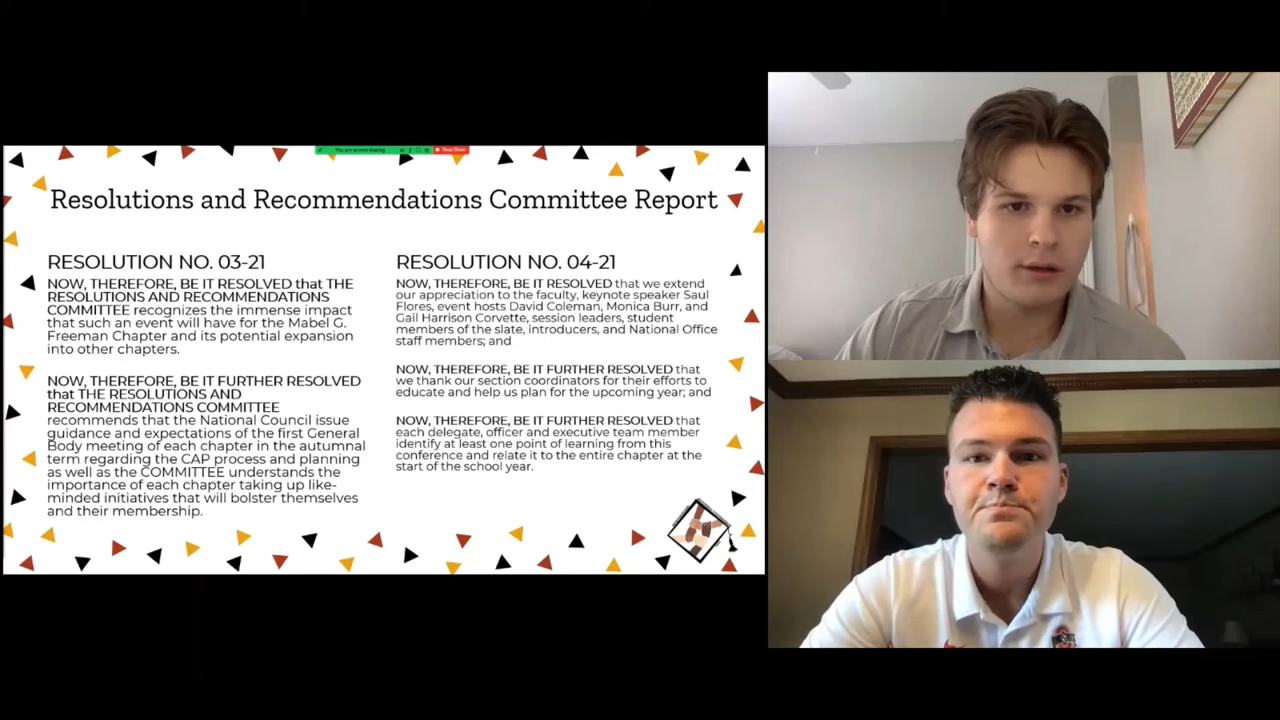 You are screen sharing
Stop Share
Resolutions and Recommendations Committee Report
RESOLUTION NO. 03-21
NOW, THEREFORE, BE IT RESOLVED that THE
RESOLUTIONS AND RECOMMENDATIONS
COMMITTEE recognizes the immense impact
that such an event will have for the Mabel G.
Freeman Chapter and its potential expansion
into other chapters.
NOW, THEREFORE, BE IT FURTHER RESOLVED
that THE RESOLUTIONS AND
RECOMMENDATIONS COMMITTEE
recommends that the National Council issue
guidance and expectations of the first General
Body meeting of each chapter in the autumnal
term regarding the CAP process and planning
as well as the COMMITTEE understands the
importance of each chapter taking up like-
minded initiatives that will bolster themselves
and their membership.
RESOLUTION NO. 04-21
NOW, THEREFORE, BE IT RESOLVED that we extend
our appreciation to the faculty, keynote speaker Saul
Flores, event hosts David Coleman, Monica Burr, and
Gail Harrison Corvette, session leaders, student
members of the slate, introducers, and National Office
staff members; and
NOW, THEREFORE, BE IT FURTHER RESOLVED that
we thank our section coordinators for their efforts to
educate and help us plan for the upcoming year; and
NOW, THEREFORE, BE IT FURTHER RESOLVED that
each delegate, officer and executive team member
identify at least one point of learning from this
conference and relate it to the entire chapter at the
start of the school year.
OHIO STATE